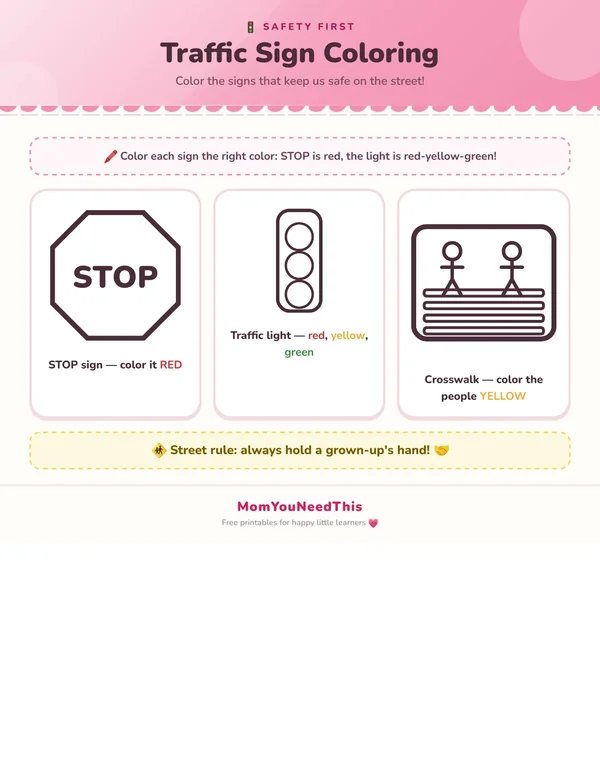 🚦 SAFETY FIRST
Traffic Sign Coloring
Color the signs that keep us safe on the street!
🖍️ Color each sign the right color: STOP is red, the light is red-yellow-green!
STOP
STOP sign — color it RED
Traffic light — red, yellow,
green
Crosswalk — color the
people YELLOW
🚸 Street rule: always hold a grown-up's hand! 🤝
MomYouNeedThis
Free printables for happy little learners 💗